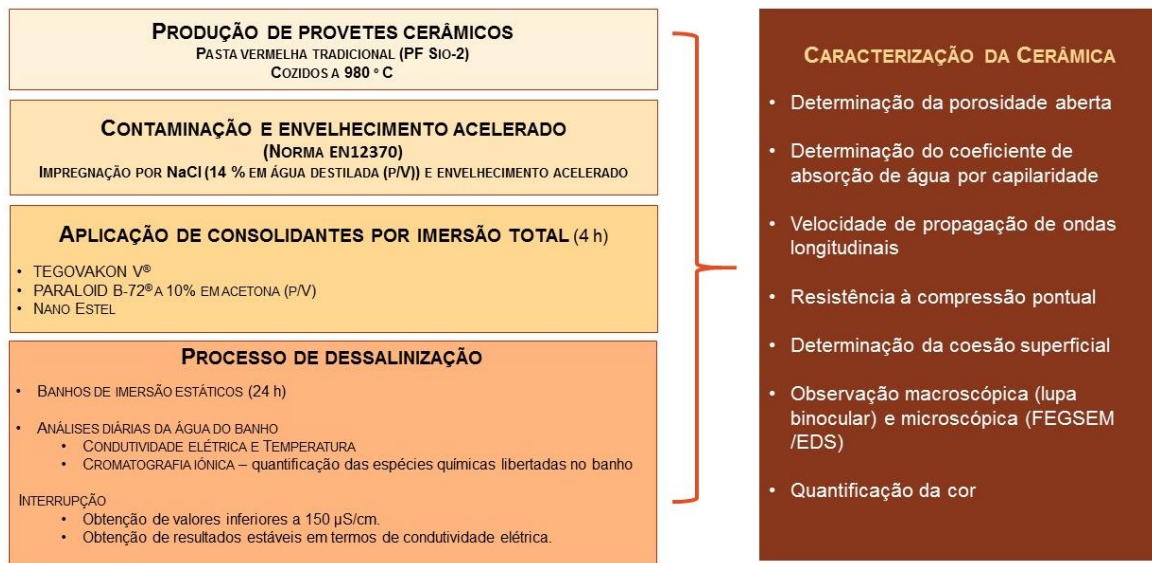 PRODUÇÃO DE PROVETES CERÂMICOS
PASTA VERMELHA TRADICIONAL (PF SIO-2)
COZIDOS A 980 º C
CONTAMINAÇÃO E ENVELHECIMENTO ACELERADO
(NORMA EN12370)
IMPREGNAÇÃO POR NaCl (14 % EM ÁGUA DESTILADA (P/V)) E ENVELHECIMENTO ACELERADO
APLICAÇÃO DE CONSOLIDANTES POR IMERSÃO TOTAL (4 h)
• TEGOVAKON V®
• PARALOID B-72® A 10% EM ACETONA (P/V)
• NANO ESTEL
PROCESSO DE DESSALINIZAÇÃO
• BANHOS DE IMERSÃO ESTÁTICOS (24 h)
• ANÁLISES DIÁRIAS DA ÁGUA DO BANHO
• CONDUTIVIDADE ELÉTRICA E TEMPERATURA
• CROMATOGRAFIA IÓNICA – quantificação das espécies químicas libertadas no banho
INTERRUPÇÃO
• Obtenção de valores inferiores a 150 µS/cm.
• Obtenção de resultados estáveis em termos de condutividade elétrica.
CARACTERIZAÇÃO DA CERÂMICA
• Determinação da porosidade aberta
• Determinação do coeficiente de
absorção de água por capilaridade
• Velocidade de propagação de ondas
longitudinais
• Resistência à compressão pontual
• Determinação da coesão superficial
• Observação macroscópica (lupa
binocular) e microscópica (FEGSEM
/EDS)
• Quantificação da cor